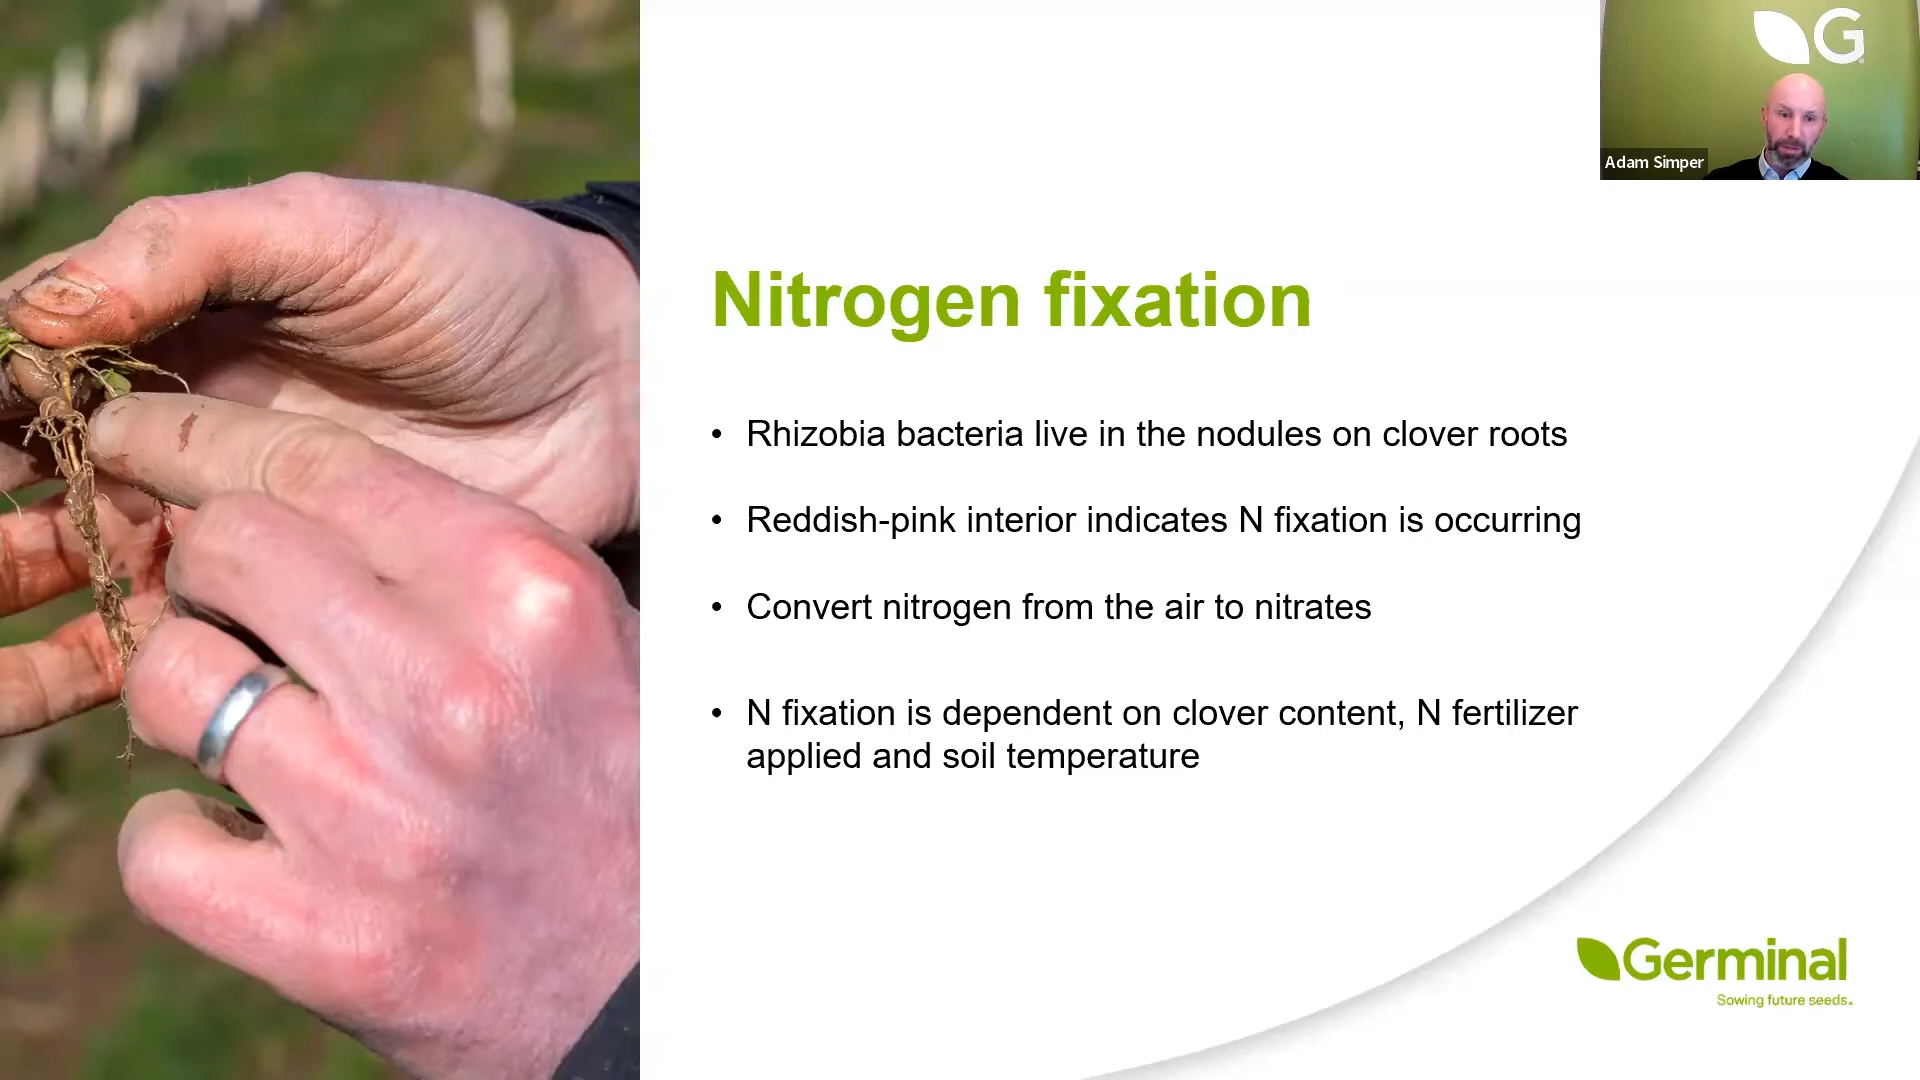 G
Adam Simper
Nitrogen fixation
• Rhizobia bacteria live in the nodules on clover roots
• Reddish-pink interior indicates N fixation is occurring
• Convert nitrogen from the air to nitrates
• N fixation is dependent on clover content, N fertilizer
applied and soil temperature
Germinal
Sowing future seeds.